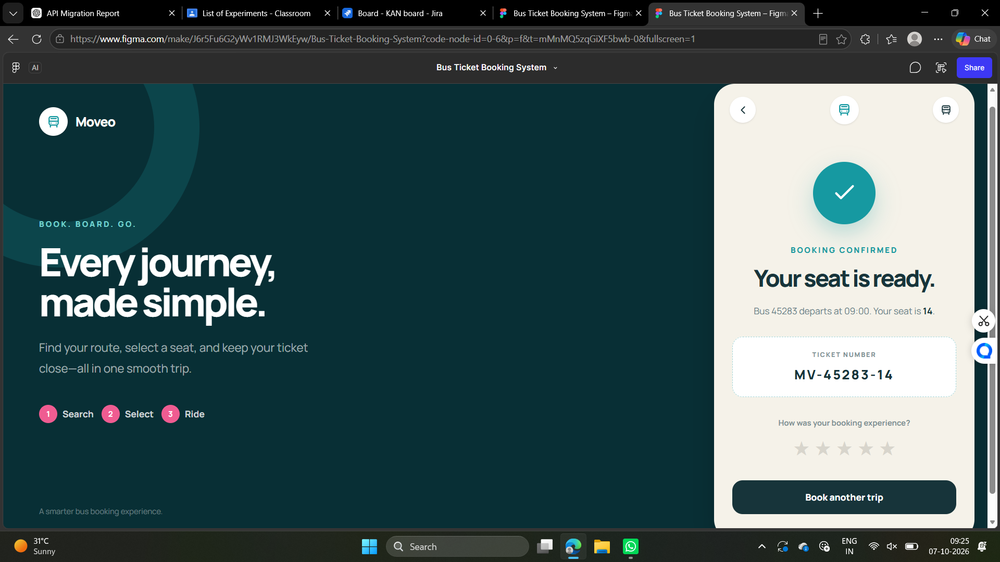 API Migration Report
List of Experiments - Classroom
Board - KAN board - Jira
Bus Ticket Booking System – Figma
Bus Ticket Booking System – Figma
https://www.figma.com/make/J6r5Fu6G2yWv1RMJ3WkEyw/Bus-Ticket-Booking-System?code-node-id=0-6&p=f&t=mMnMQ5zqGiXF5bwb-0&fullscreen=1
Chat
AI
Bus Ticket Booking System
Share
Moveo
BOOK. BOARD. GO.
Every journey,
made simple.
Find your route, select a seat, and keep your ticket
close—all in one smooth trip.
1 Search 2 Select 3 Ride
A smarter bus booking experience.
BOOKING CONFIRMED
Your seat is ready.
Bus 45283 departs at 09:00. Your seat is 14.
TICKET NUMBER
MV-45283-14
How was your booking experience?
Book another trip
31°C
Sunny
Search
ENG
IN
09:25
07-10-2026